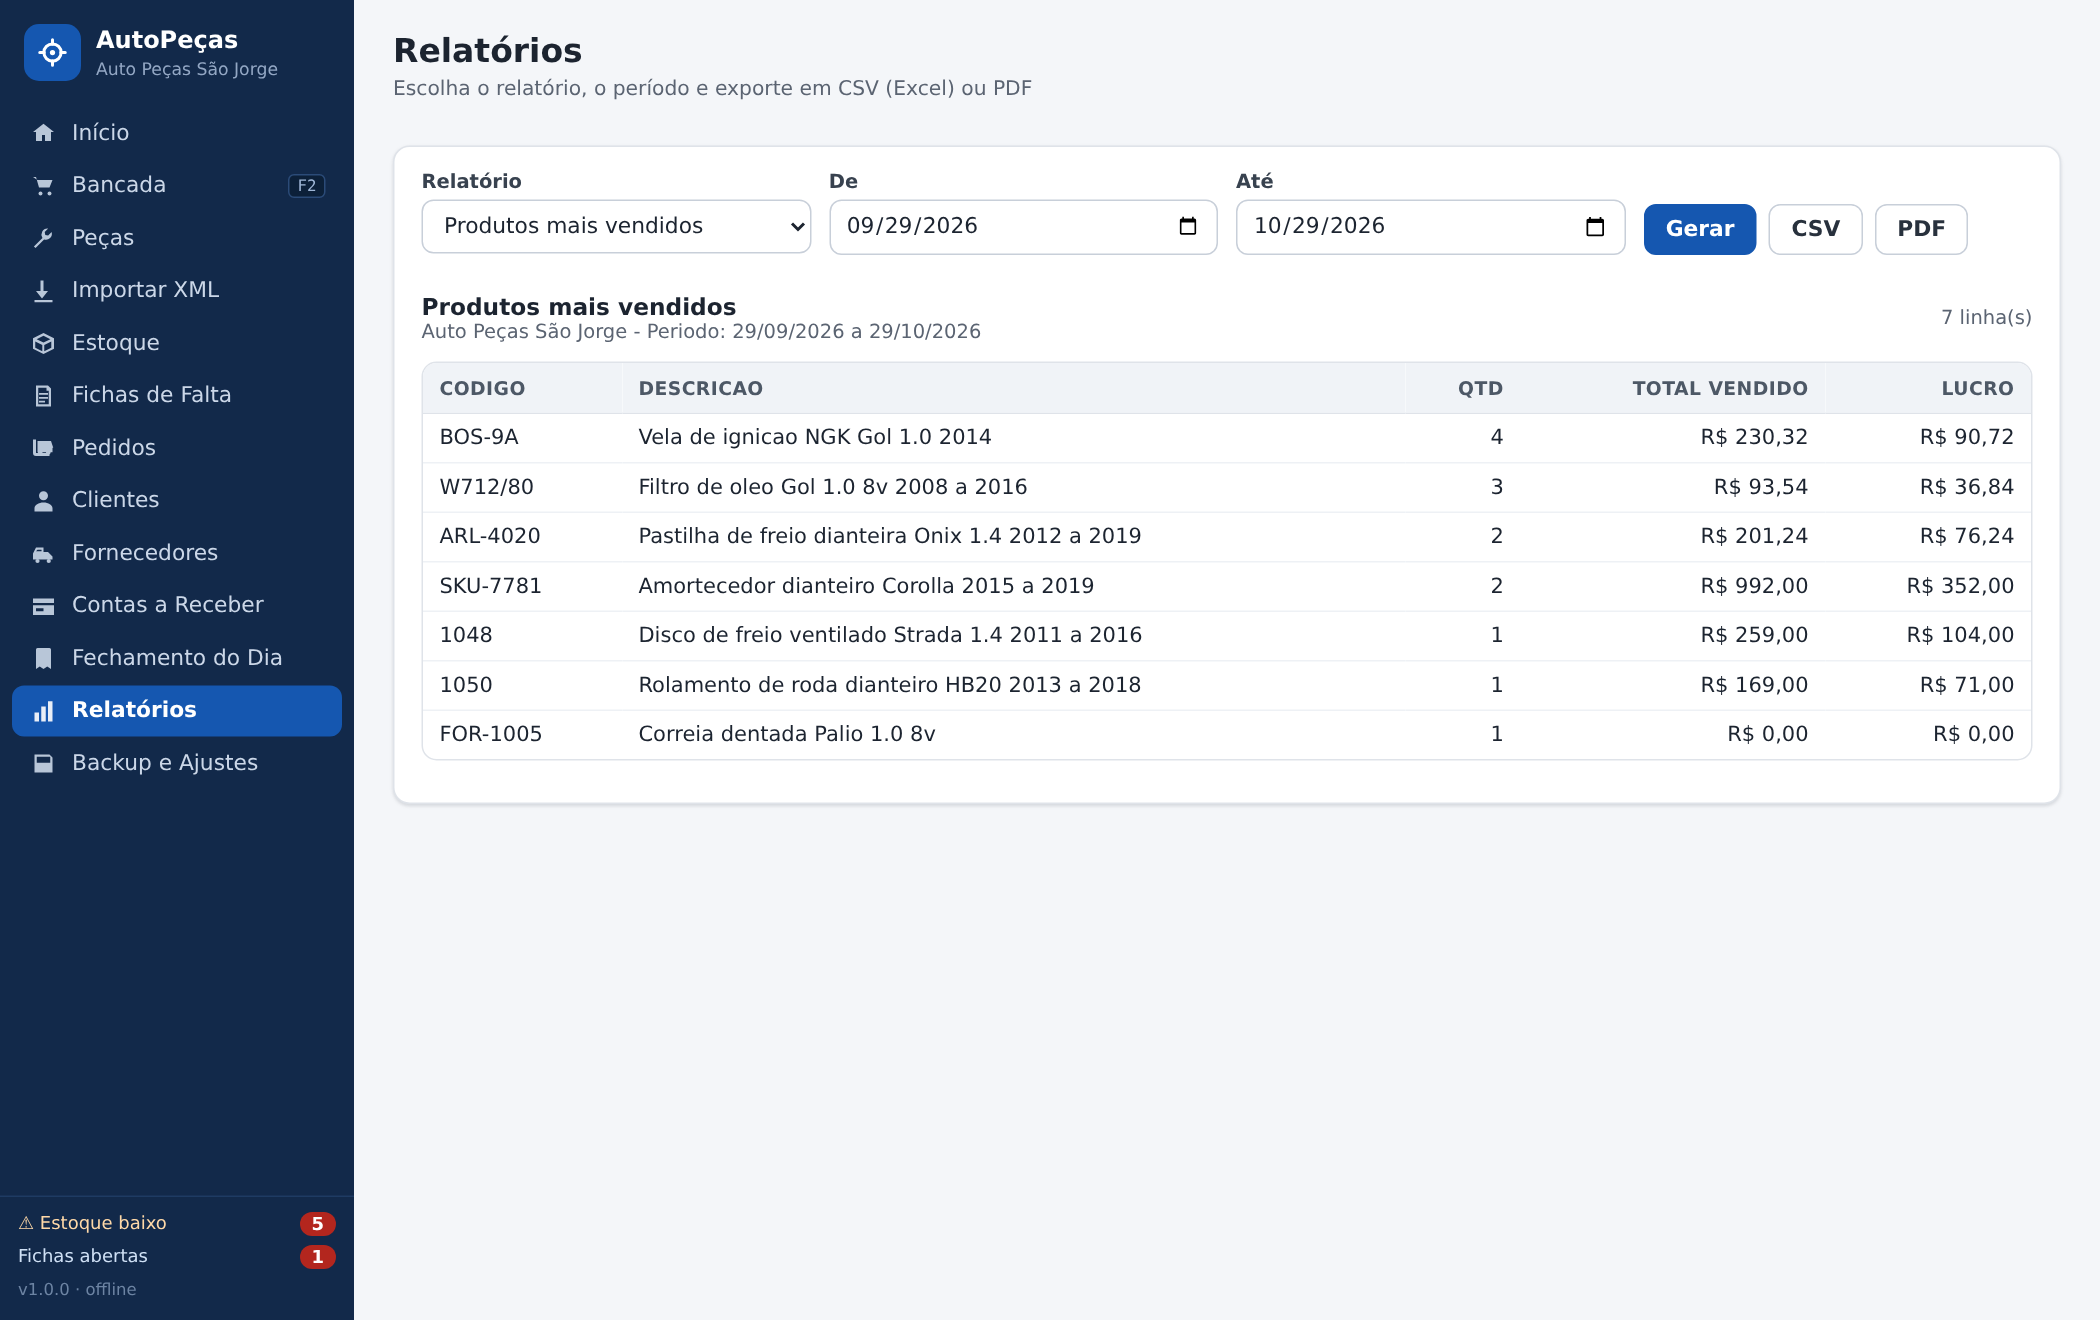 AutoPeças
Auto Peças São Jorge
Início
Bancada F2
Peças
Importar XML
Estoque
Fichas de Falta
Pedidos
Clientes
Fornecedores
Contas a Receber
Fechamento do Dia
Relatórios
Backup e Ajustes
⚠ Estoque baixo 5
Fichas abertas 1
v1.0.0 · offline
Relatórios
Escolha o relatório, o período e exporte em CSV (Excel) ou PDF
Relatório De Até
Produtos mais vendidos 09/29/2026 10/29/2026 Gerar CSV PDF
Produtos mais vendidos
Auto Peças São Jorge - Periodo: 29/09/2026 a 29/10/2026
7 linha(s)
CODIGO DESCRICAO QTD TOTAL VENDIDO LUCRO
BOS-9A Vela de ignicao NGK Gol 1.0 2014 4 R$ 230,32 R$ 90,72
W712/80 Filtro de oleo Gol 1.0 8v 2008 a 2016 3 R$ 93,54 R$ 36,84
ARL-4020 Pastilha de freio dianteira Onix 1.4 2012 a 2019 2 R$ 201,24 R$ 76,24
SKU-7781 Amortecedor dianteiro Corolla 2015 a 2019 2 R$ 992,00 R$ 352,00
1048 Disco de freio ventilado Strada 1.4 2011 a 2016 1 R$ 259,00 R$ 104,00
1050 Rolamento de roda dianteiro HB20 2013 a 2018 1 R$ 169,00 R$ 71,00
FOR-1005 Correia dentada Palio 1.0 8v 1 R$ 0,00 R$ 0,00